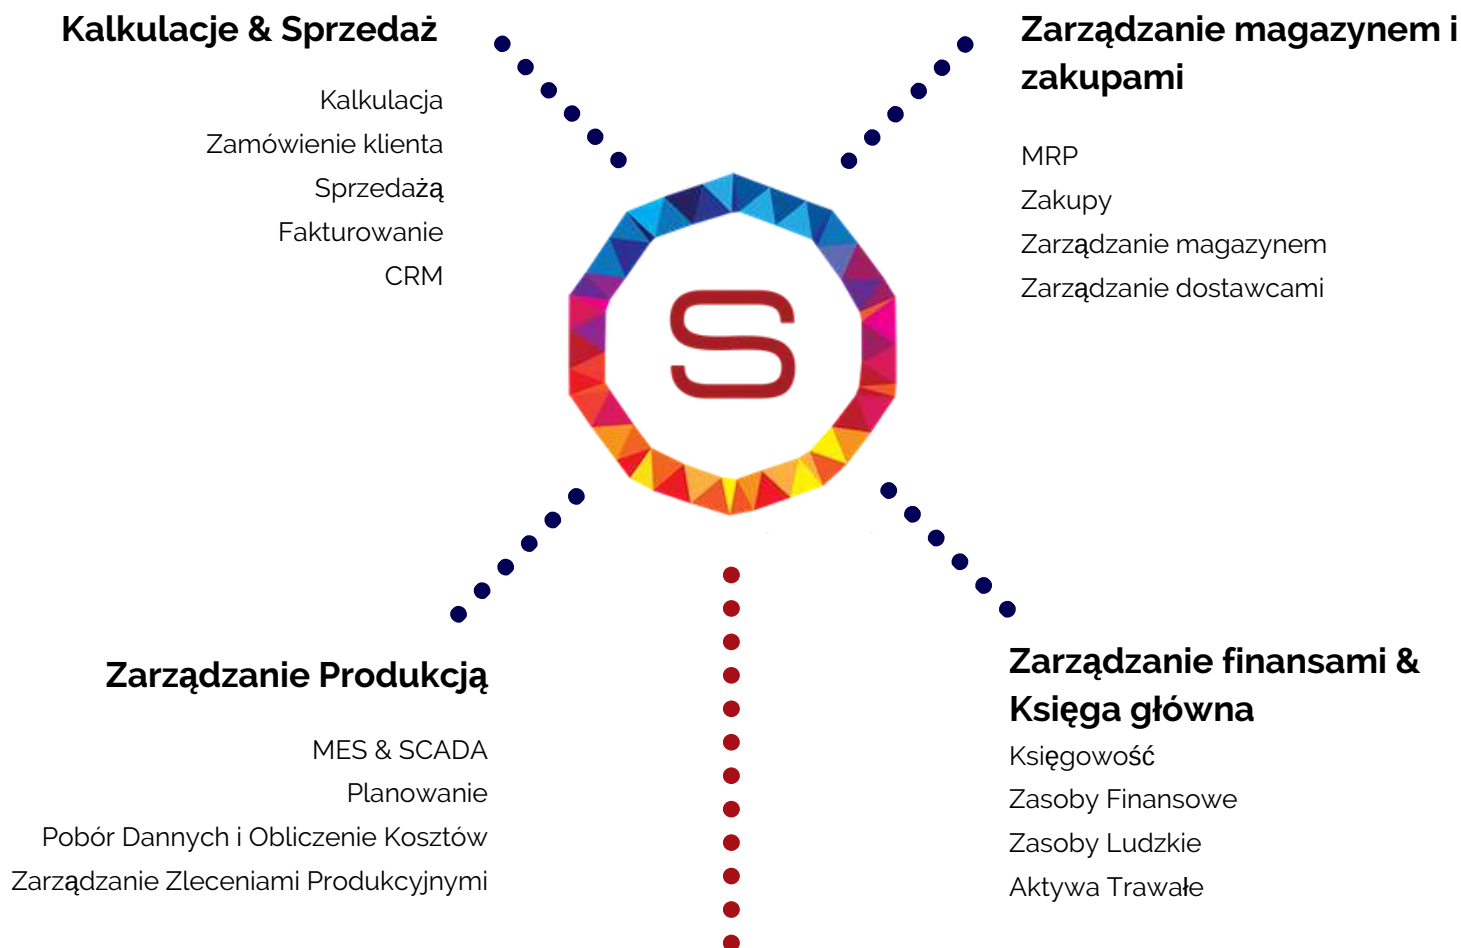 Kalkulacje & Sprzedaż
Kalkulacja
Zamówienie klienta
Sprzedażą
Fakturowanie
CRM
Zarządzanie magazynem i
zakupami
MRP
Zakupy
Zarządzanie magazynem
Zarządzanie dostawcami
S
Zarządzanie Produkcją
MES & SCADA
Planowanie
Pobór Dannych i Obliczenie Kosztów
Zarządzanie Zleceniami Produkcyjnymi
Zarządzanie finansami &
Księga główna
Księgowość
Zasoby Finansowe
Zasoby Ludzkie
Aktywa Trawałe